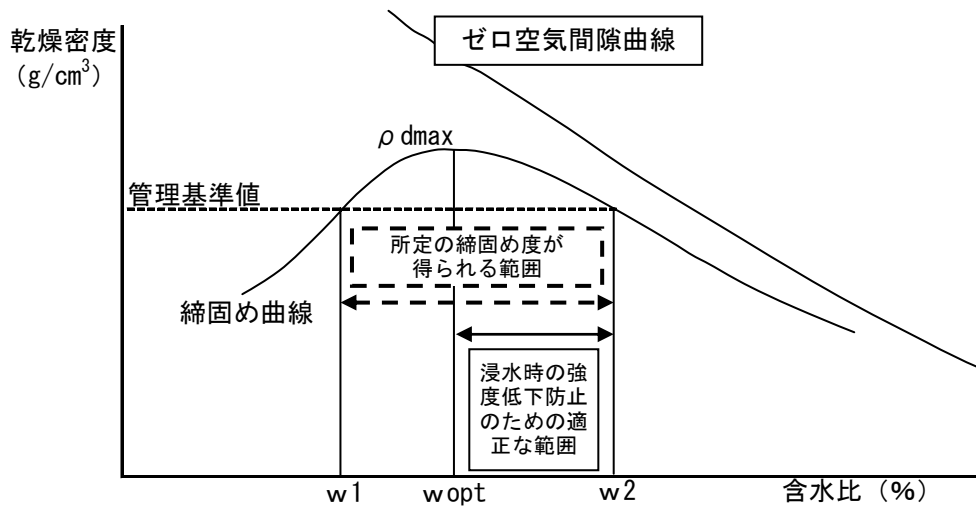 乾燥密度
(g/cm³)
ゼロ空気間隙曲線
ρdmax
管理基準値
所定の締固め度が
得られる範囲
締固め曲線
浸水時の強
度低下防止
のための適
正な範囲
w1
wopt
w2
含水比（%）